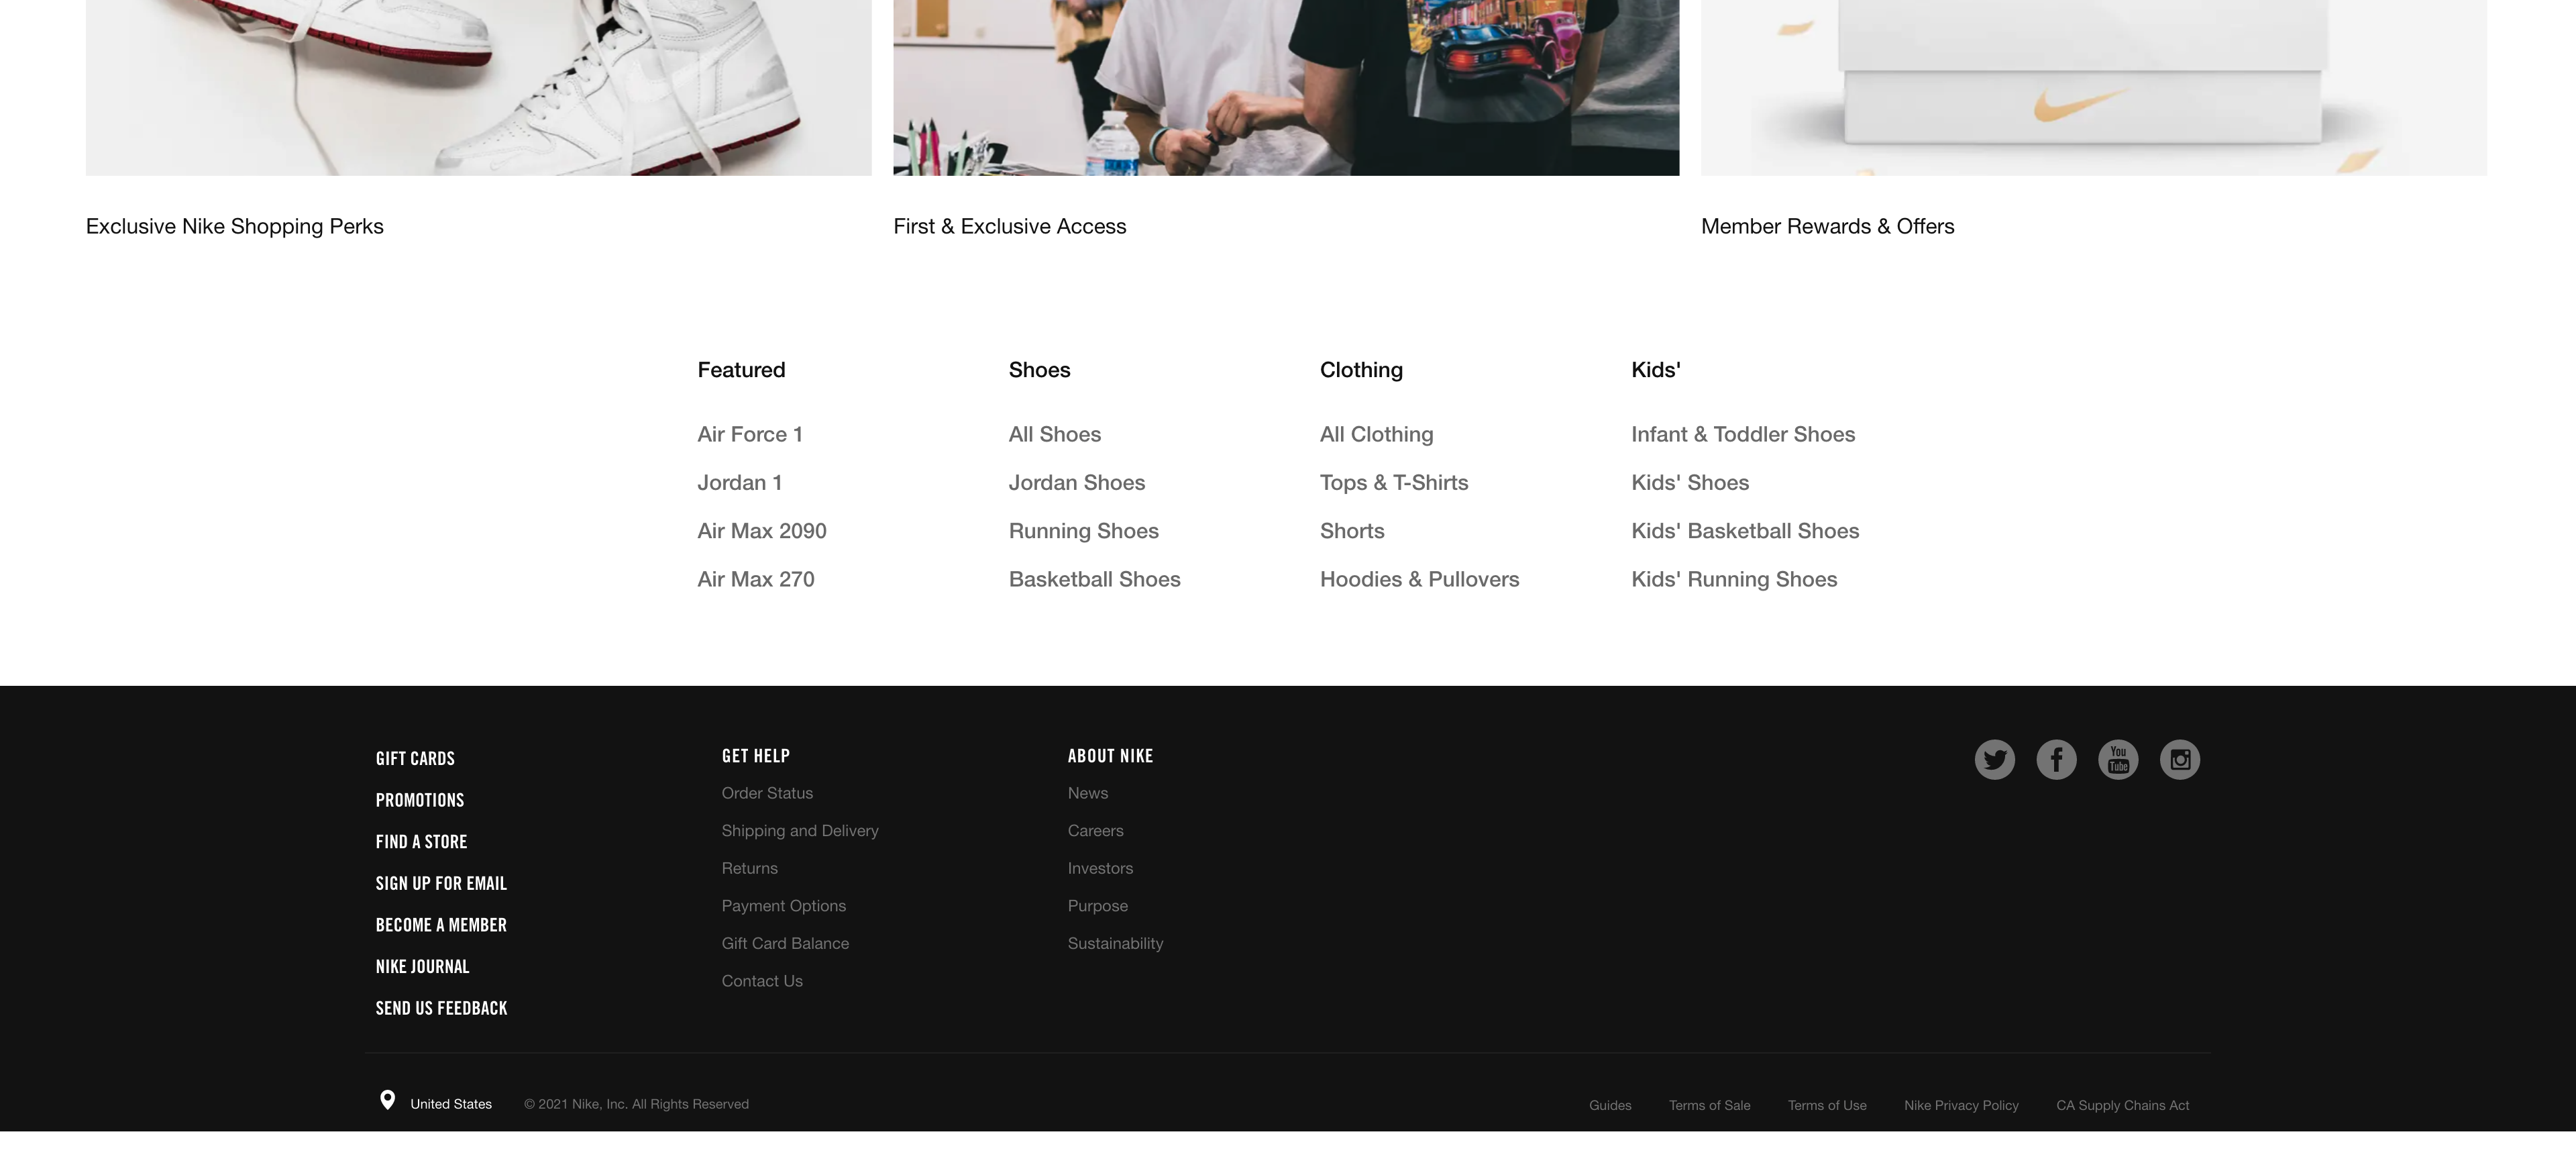 Exclusive Nike Shopping Perks
First & Exclusive Access
Member Rewards & Offers
Featured
Air Force 1
Jordan 1
Air Max 2090
Air Max 270
Shoes
All Shoes
Jordan Shoes
Running Shoes
Basketball Shoes
Clothing
All Clothing
Tops & T-Shirts
Shorts
Hoodies & Pullovers
Kids'
Infant & Toddler Shoes
Kids' Shoes
Kids' Basketball Shoes
Kids' Running Shoes
GIFT CARDS
PROMOTIONS
FIND A STORE
SIGN UP FOR EMAIL
BECOME A MEMBER
NIKE JOURNAL
SEND US FEEDBACK
GET HELP
Order Status
Shipping and Delivery
Returns
Payment Options
Gift Card Balance
Contact Us
ABOUT NIKE
News
Careers
Investors
Purpose
Sustainability
You
Tube
United States
© 2021 Nike, Inc. All Rights Reserved
Guides
Terms of Sale
Terms of Use
Nike Privacy Policy
CA Supply Chains Act